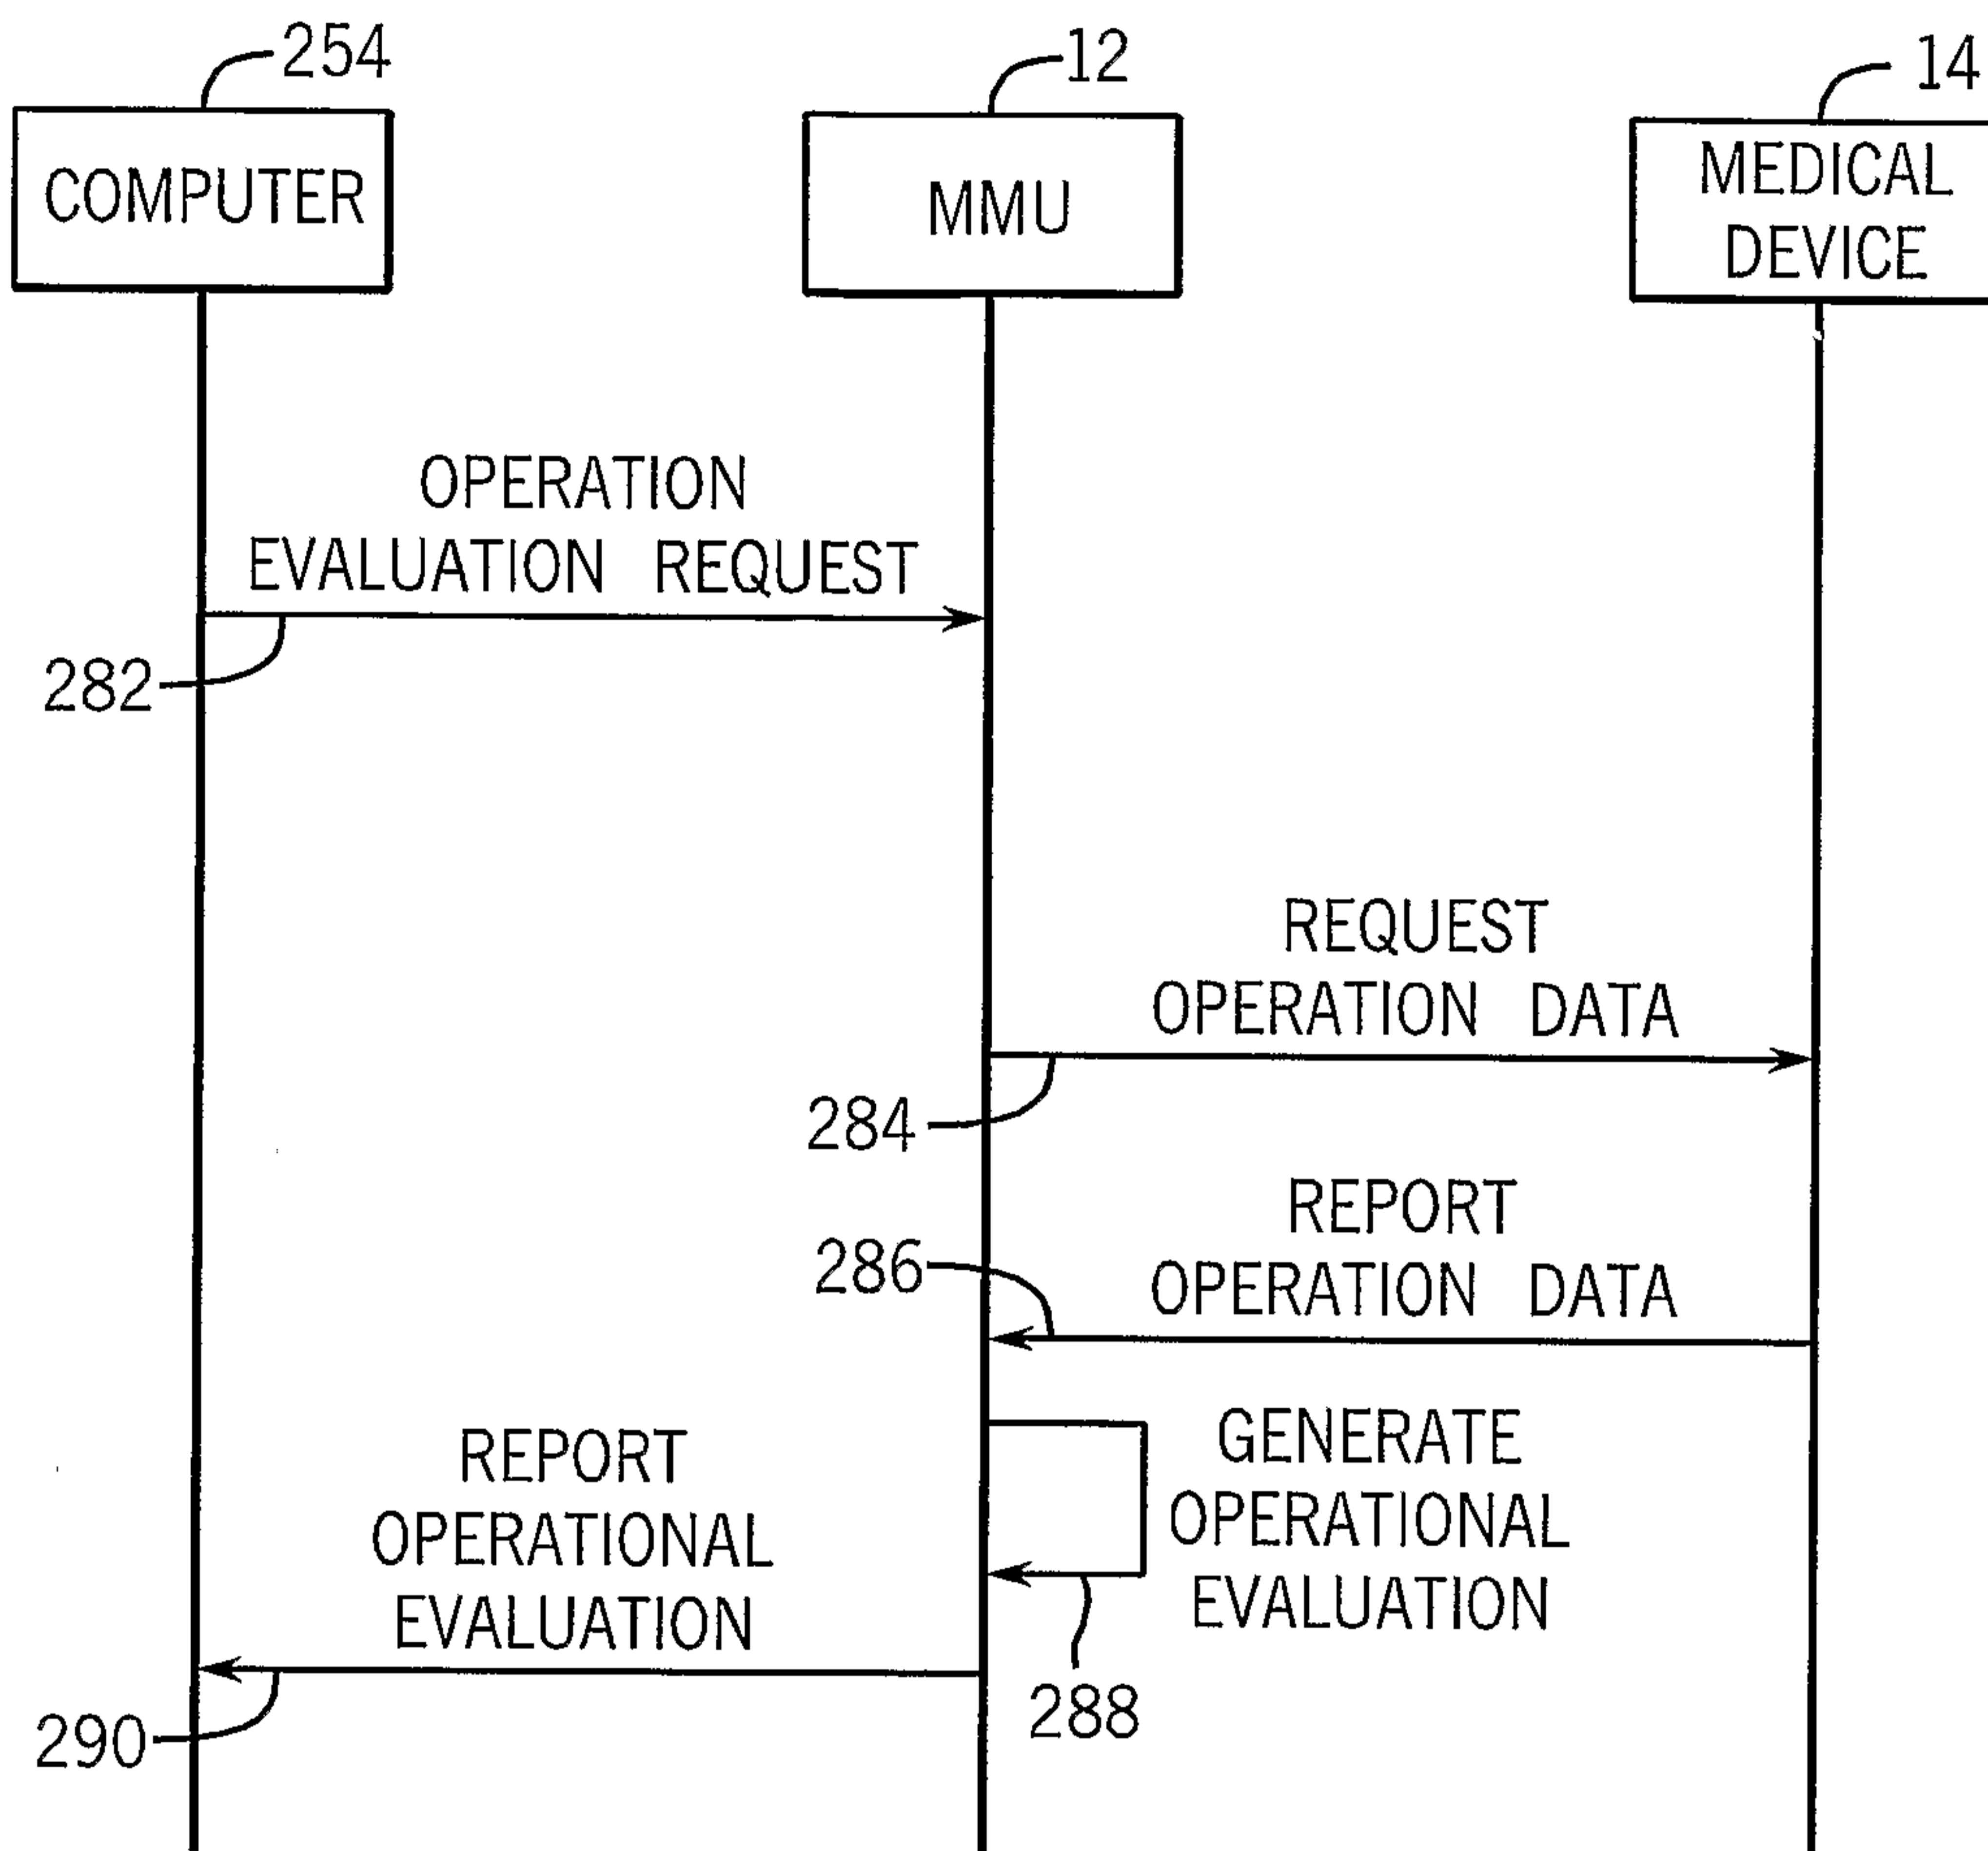 254
12
14
COMPUTER
MMU
MEDICAL
DEVICE
OPERATION
EVALUATION REQUEST
282
REQUEST
OPERATION DATA
284
REPORT
OPERATION DATA
286
GENERATE
OPERATIONAL
EVALUATION
288
REPORT
OPERATIONAL
EVALUATION
290